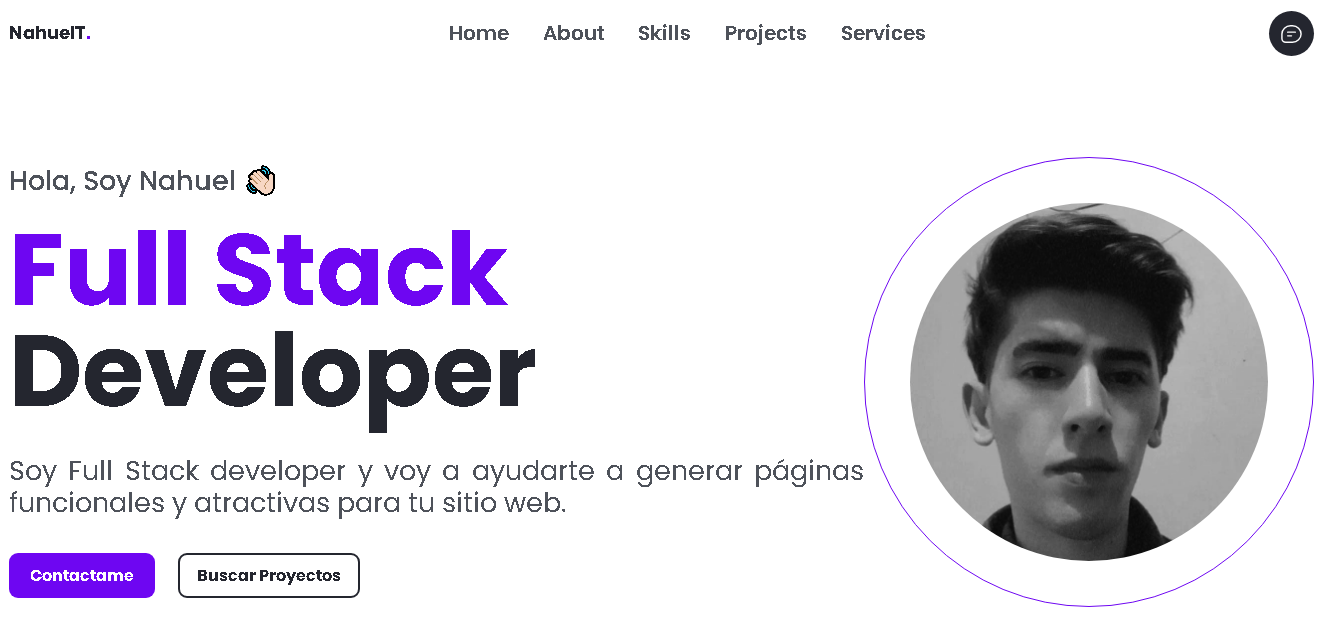 NahuelT.
Home About Skills Projects Services
Hola, Soy Nahuel
Full Stack
Developer
Soy Full Stack developer y voy a ayudarte a generar páginas
funcionales y atractivas para tu sitio web.
Contactame Buscar Proyectos